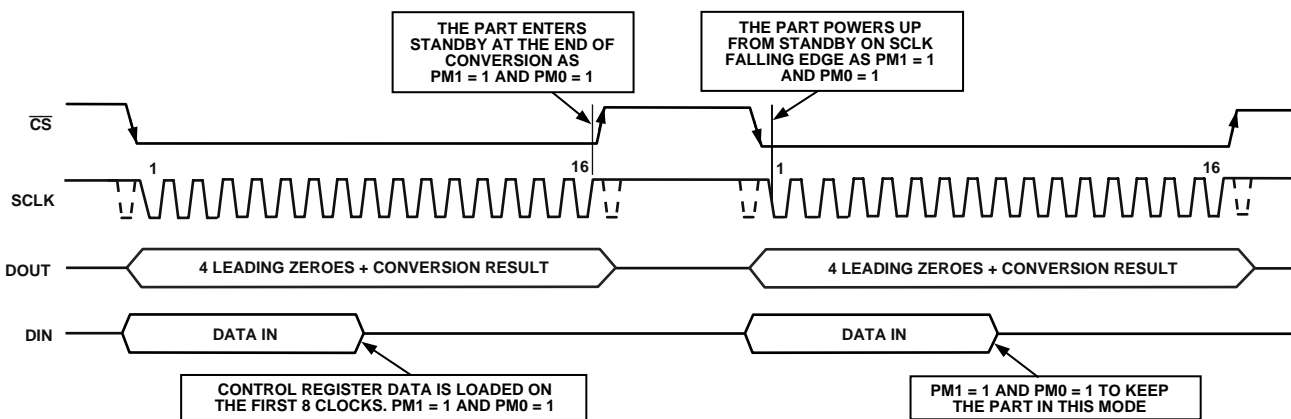 THE PART ENTERS
STANDBY AT THE END OF
CONVERSION AS
PM1 = 1 AND PM0 = 1
THE PART POWERS UP
FROM STANDBY ON SCLK
FALLING EDGE AS PM1 = 1
AND PM0 = 1
CS
1
16
1
16
SCLK
DOUT
4 LEADING ZEROES + CONVERSION RESULT
4 LEADING ZEROES + CONVERSION RESULT
DIN
DATA IN
DATA IN
CONTROL REGISTER DATA IS LOADED ON
THE FIRST 8 CLOCKS. PM1 = 1 AND PM0 = 1
PM1 = 1 AND PM0 = 1 TO KEEP
THE PART IN THIS MODE